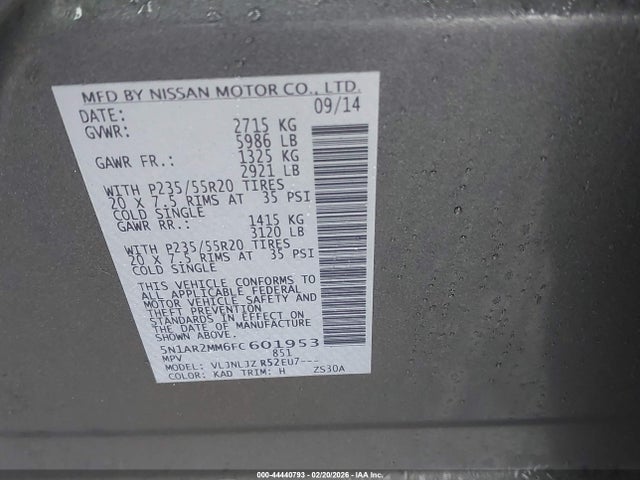 MFD BY NISSAN MOTOR CO., LTD.
DATE: 09/14
GVWR: 2715 KG
5986 LB
GAWR FR.: 1325 KG
2921 LB
WITH P235/55R20 TIRES
20 X 7.5 RIMS AT 35 PSI
COLD SINGLE
GAWR RR.: 1415 KG
3120 LB
WITH P235/55R20 TIRES
20 X 7.5 RIMS AT 35 PSI
COLD SINGLE
THIS VEHICLE CONFORMS TO
ALL APPLICABLE FEDERAL
MOTOR VEHICLE SAFETY AND
THEFT PREVENTION
STANDARDS IN EFFECT ON
THE DATE OF MANUFACTURE
SHOWN ABOVE
5N1AR2MM6FC601953
MPV 851
MODEL: VLJNLJZ R52EU7---
COLOR: KAD TRIM: H ZS30A
000-44440793 - 02/20/2026 - IAA Inc.